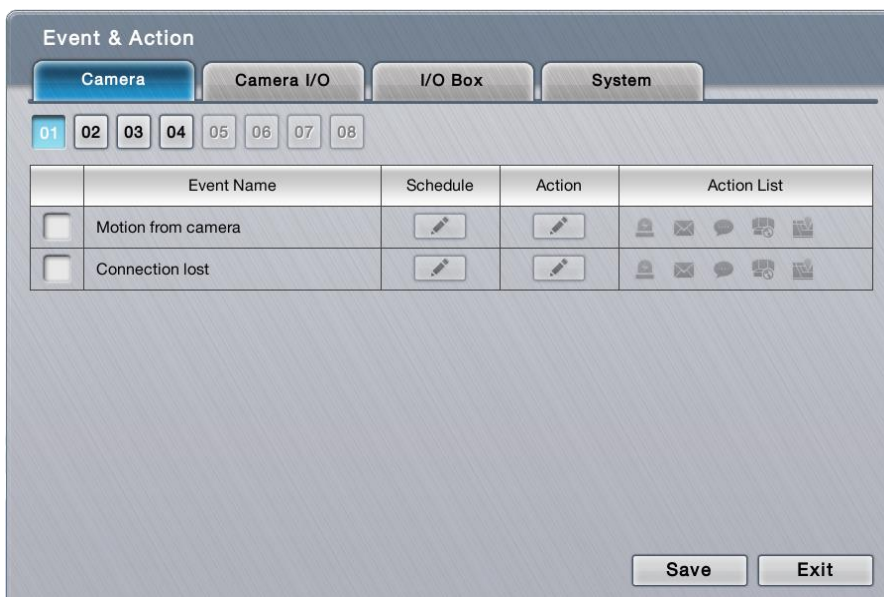 Event & Action
Camera Camera I/O I/O Box System
01 02 03 04 05 06 07 08
Event Name Schedule Action Action List
Motion from camera
Connection lost
Save Exit